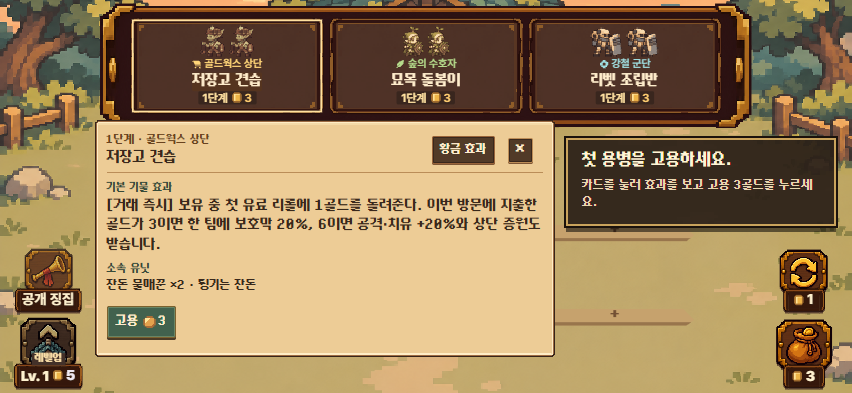 골드웍스 상단
저장고 견습
1단계 3
숲의 수호자
묘목 돌봄이
1단계 3
강철 군단
리벳 조립반
1단계 3
1단계 · 골드웍스 상단
저장고 견습
황금 효과
×
기본 기물 효과
[거래 즉시] 보유 중 첫 유료 리롤에 1골드를 돌려준다. 이번 방문에 지출한
골드가 3이면 한 팀에 보호막 20%, 6이면 공격·치유 +20%와 상단 증원도
받습니다.
소속 유닛
잔돈 물매꾼 ×2 · 튕기는 잔돈
고용 3
첫 용병을 고용하세요.
카드를 눌러 효과를 보고 고용 3골드를 누르세
요.
공개 징집
레벨업
Lv.1 5
1
3